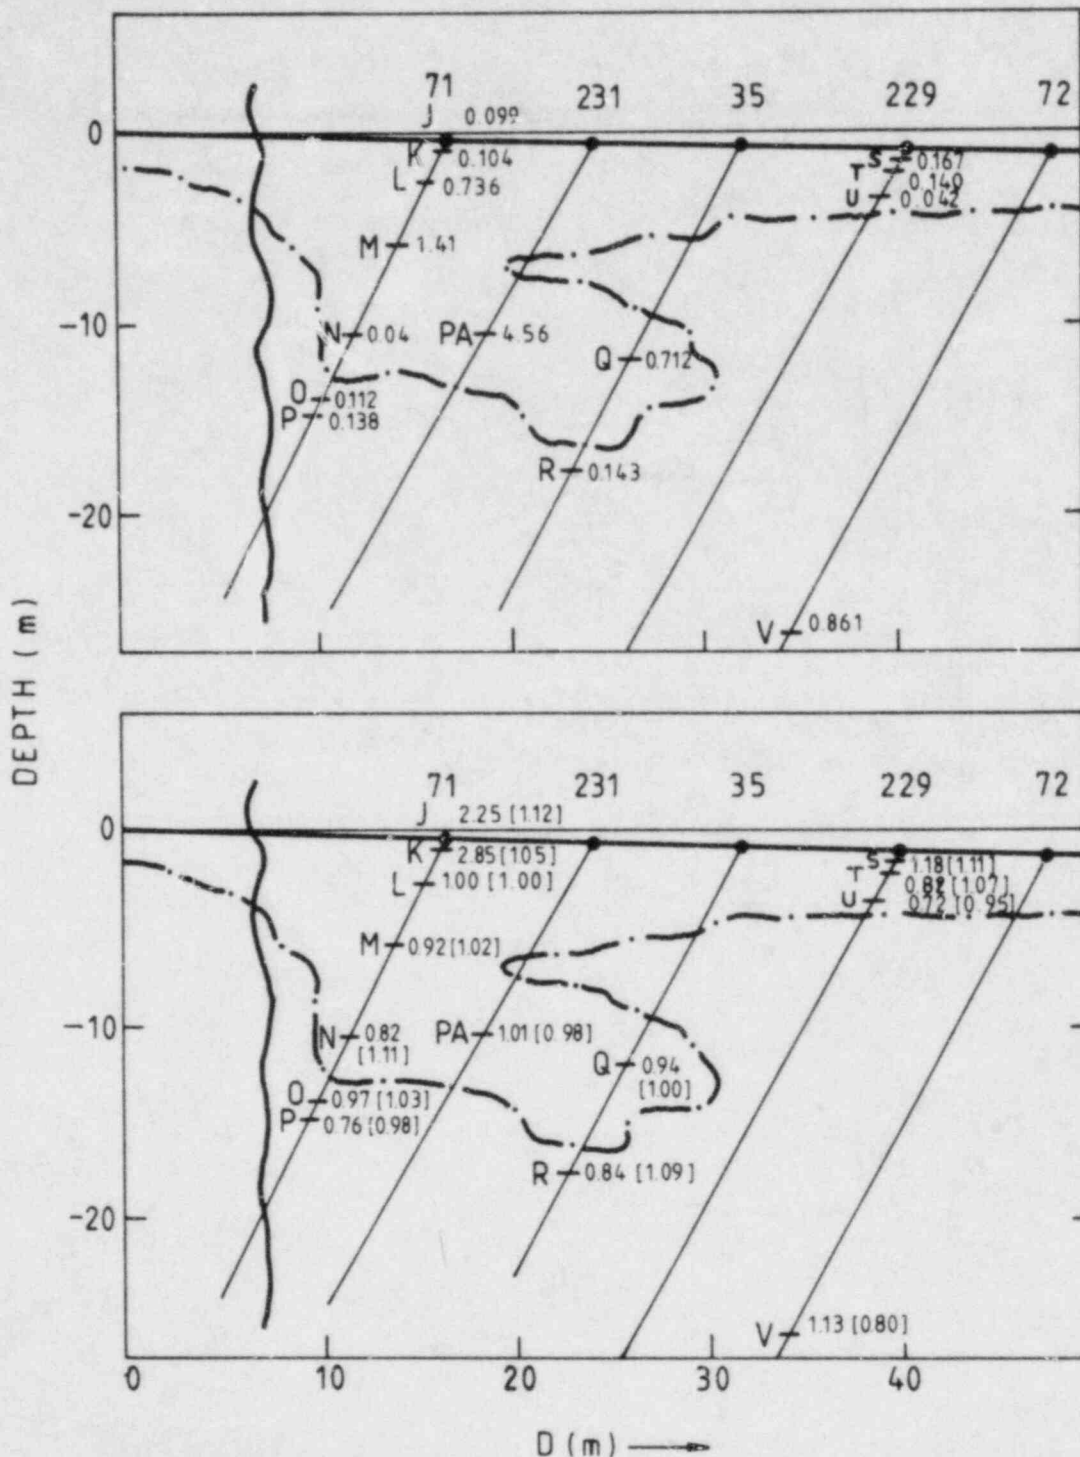 71 231 35 229 72
J 0.099
0
K 0.104
S 0.167
L 0.736
T 0.140
U 0.042
M 1.41
-10
N 0.04 PA 4.56
Q 0.712
O 0.112
P 0.138
R 0.143
-20
V 0.861
DEPTH (m)
71 231 35 229 72
J 2.25 [1.12]
0
K 2.85 [1.05]
S 1.18 [1.11]
L 1.00 [1.00]
T [1.07]
U 0.72 [0.95]
M 0.92 [1.02]
-10
N 0.82 PA 1.01 [0.98]
[1.11]
Q 0.94
[1.00]
O 0.97 [1.03]
P 0.76 [0.98]
R 0.84 [1.09]
-20
V 1.13 [0.80]
0 10 20 30 40
D (m)